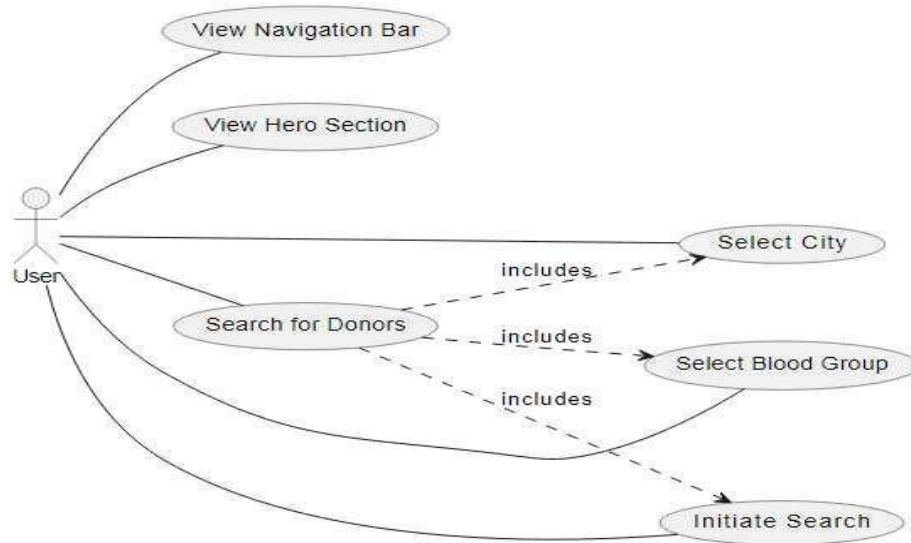 View Navigation Bar
View Hero Section
Select City
includes
User
Search for Donors
includes
Select Blood Group
includes
Initiate Search